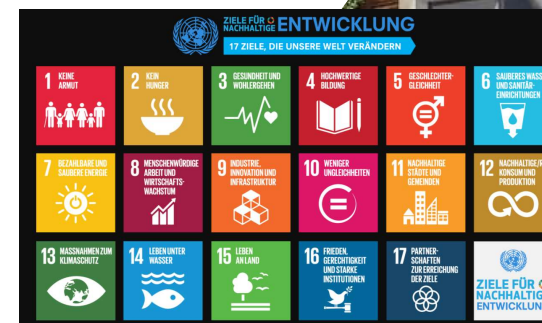 ZIELE FÜR
NACHHALTIGE ENTWICKLUNG
17 ZIELE, DIE UNSERE WELT VERÄNDERN
1 KEINE
ARMUT
2 KEIN
HUNGER
3 GESUNDHEIT UND
WOHLERGEHEN
4 HOCHWERTIGE
BILDUNG
5 GESCHLECHTER-
GLEICHHEIT
6 SAUBERES WASS
UND SANITÄR-
EINRICHTUNGEN
7 BEZAHLBARE UND
SAUBERE ENERGIE
8 MENSCHENWÜRDIGE
ARBEIT UND
WIRTSCHAFTS-
WACHSTUM
9 INDUSTRIE,
INNOVATION UND
INFRASTRUKTUR
10 WENIGER
UNGLEICHHEITEN
11 NACHHALTIGE
STÄDTE UND
GEMEINDEN
12 NACHHALTIGE/R
KONSUM UND
PRODUKTION
13 MASSNAHMEN ZUM
KLIMASCHUTZ
14 LEBEN UNTER
WASSER
15 LEBEN
AN LAND
16 FRIEDEN,
GERECHTIGKEIT
UND STARKE
INSTITUTIONEN
17 PARTNER-
SCHAFTEN
ZUR ERREICHUNG
DER ZIELE
ZIELE FÜR
NACHHALTIG
ENTWICKLUN